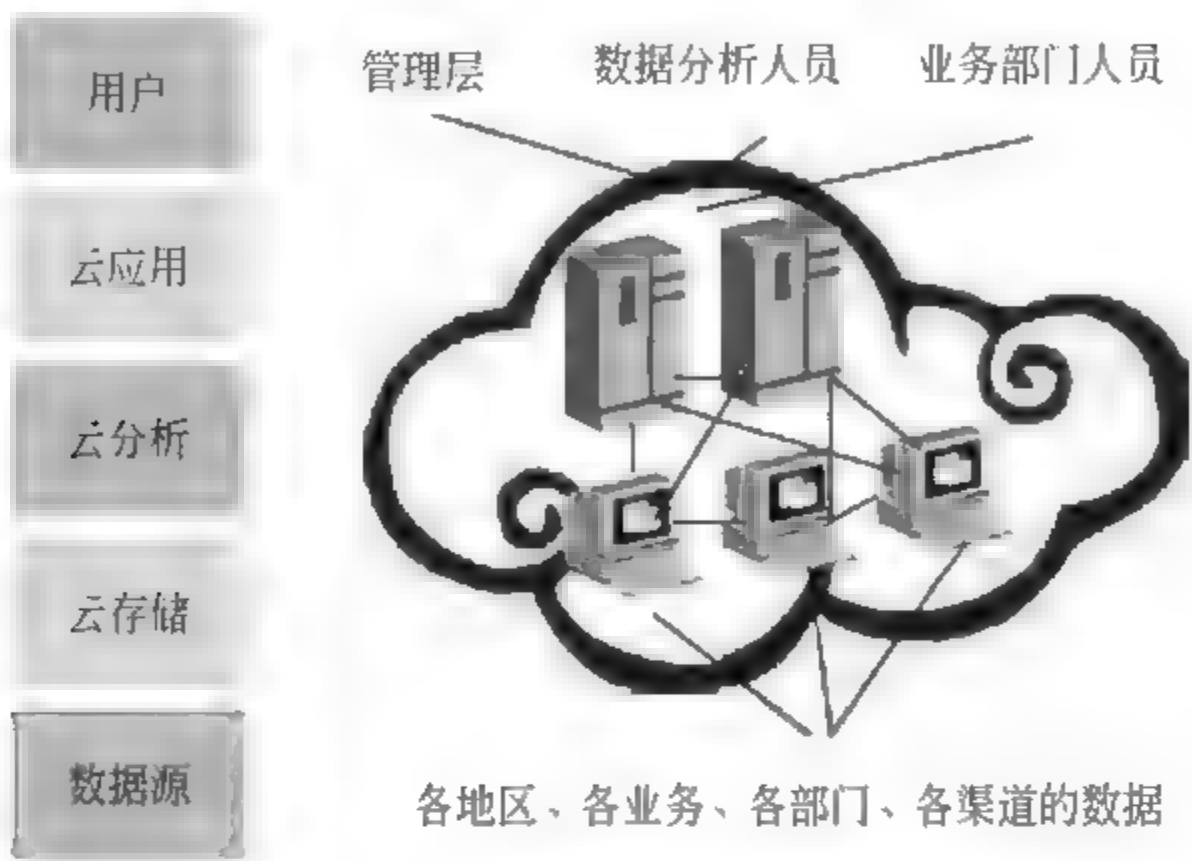 用户
管理层 数据分析人员 业务部门人员
云应用
云分析
云存储
数据源
各地区、各业务、各部门、各渠道的数据